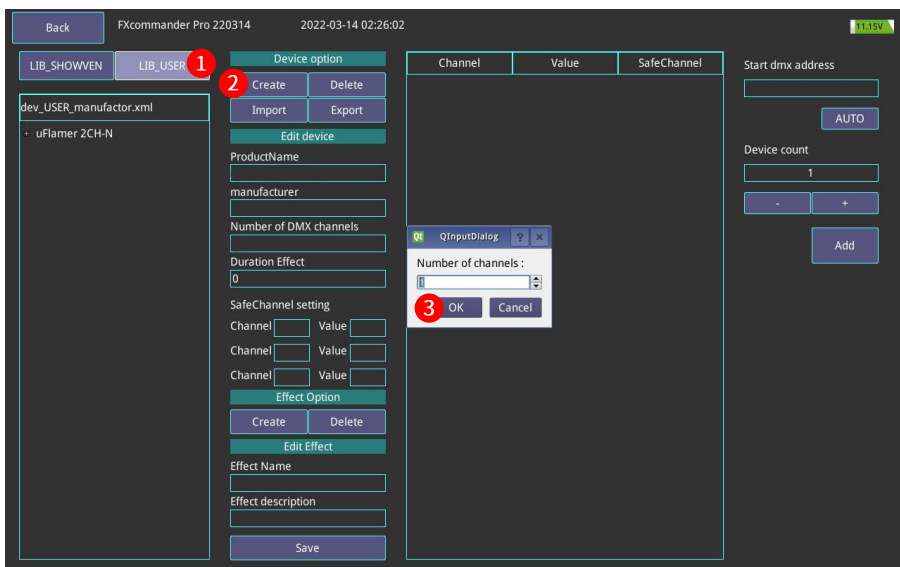 Back
FXcommander Pro 220314
2022-03-14 02:26:02
11.15V
LIB_SHOWVEN
LIB_USER
1
dev_USER_manufactor.xml
uFlamer 2CH-N
Device option
2
Create
Delete
Import
Export
Edit device
ProductName
manufacturer
Number of DMX channels
Duration Effect
0
SafeChannel setting
Channel
Value
Channel
Value
Channel
Value
Effect Option
Create
Delete
Edit Effect
Effect Name
Effect description
Save
Channel
Value
SafeChannel
Qt
QInputDialog
?
×
Number of channels :
1
3
OK
Cancel
Start dmx address
AUTO
Device count
1
-
+
Add